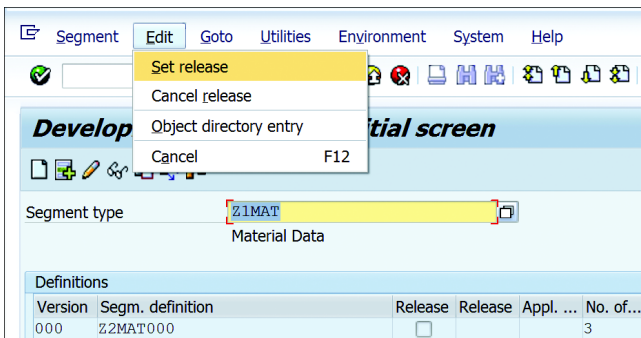 Segment Edit Goto Utilities Environment System Help
Set release
Cancel release
Object directory entry
Cancel F12
Develop itial screen
Segment type Z1MAT
Material Data
Definitions
Version Segm. definition Release Release Appl. ... No. of...
000 Z2MAT000 3